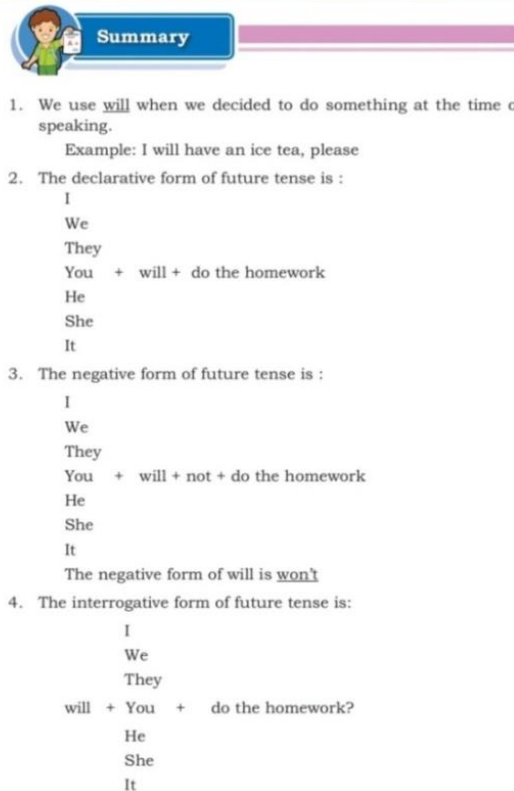 Summary
1. We use will when we decided to do something at the time
speaking.
Example: I will have an ice tea, please
2. The declarative form of future tense is :
I
We
They
You + will + do the homework
He
She
It
3. The negative form of future tense is :
I
We
They
You + will + not + do the homework
He
She
It
The negative form of will is won't
4. The interrogative form of future tense is:
I
We
They
will + You + do the homework?
He
She
It